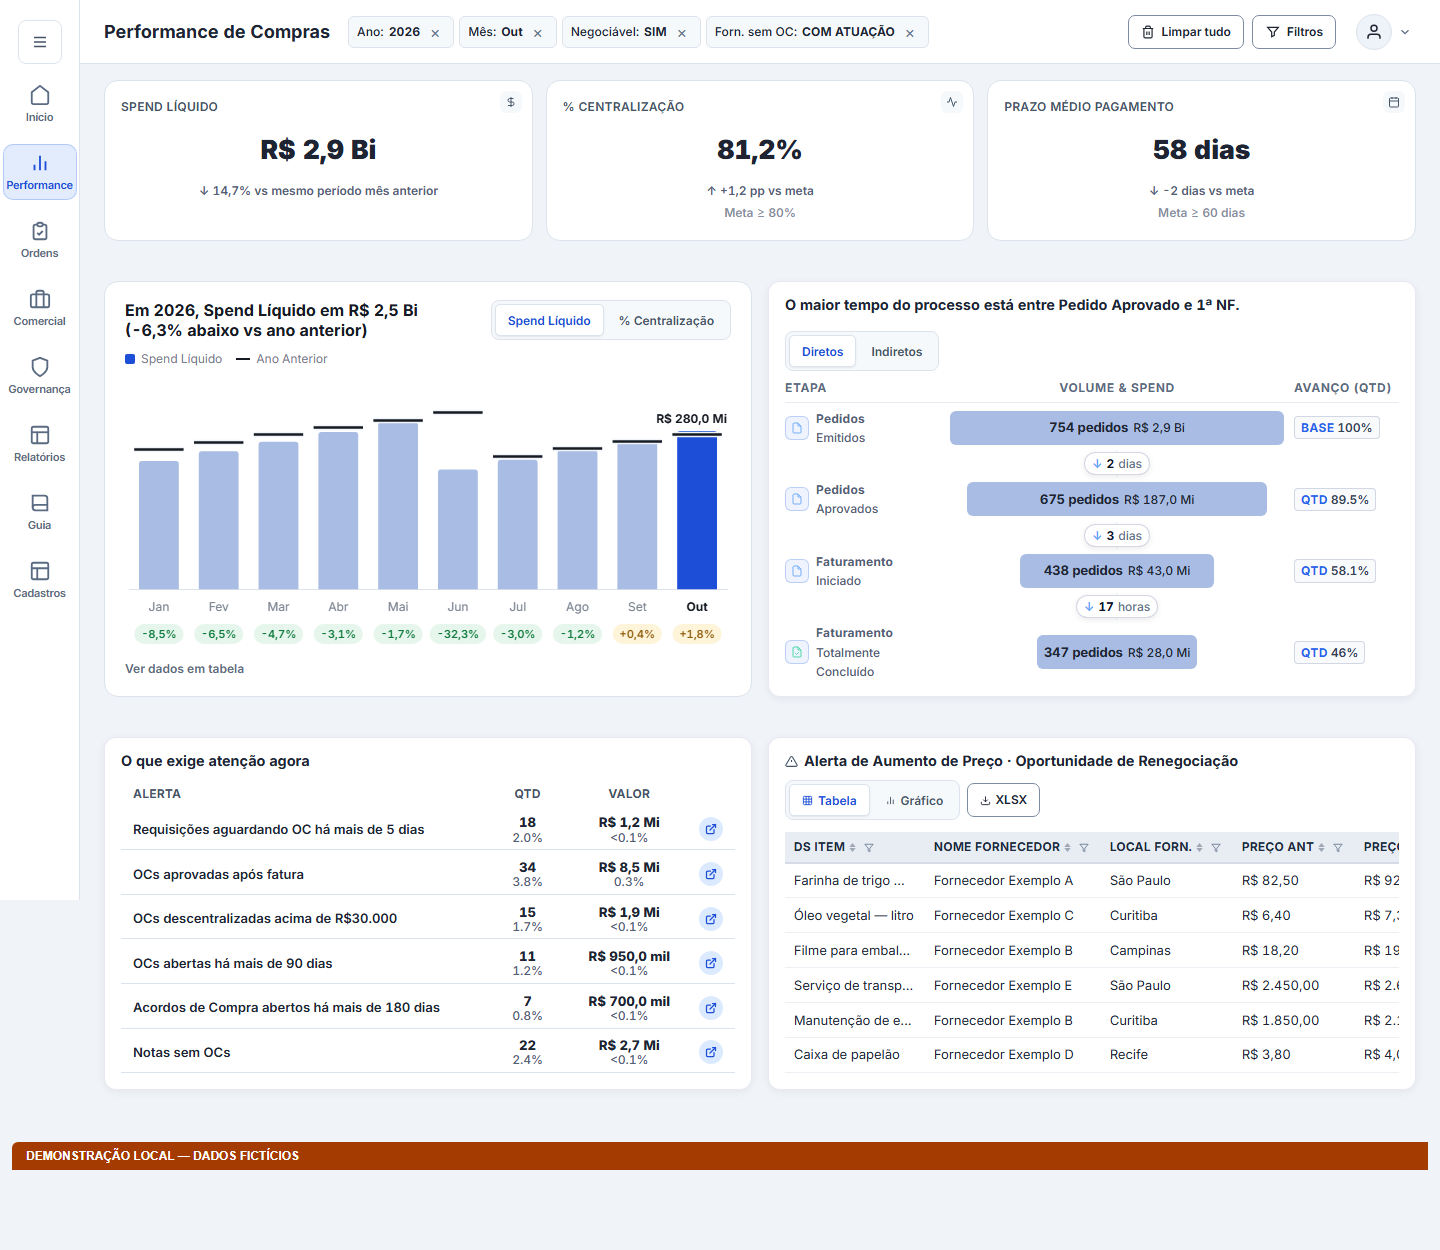 Performance de Compras
Ano: 2026 ×
Mês: Out ×
Negociável: SIM ×
Forn. sem OC: COM ATUAÇÃO ×
Limpar tudo
Filtros
Início
Performance
Ordens
Comercial
Governança
Relatórios
Guia
Cadastros
SPEND LÍQUIDO
$
R$ 2,9 Bi
↓ 14,7% vs mesmo período mês anterior
% CENTRALIZAÇÃO
81,2%
↑ +1,2 pp vs meta
Meta ≥ 80%
PRAZO MÉDIO PAGAMENTO
58 dias
↓ -2 dias vs meta
Meta ≥ 60 dias
Em 2026, Spend Líquido em R$ 2,5 Bi
(-6,3% abaixo vs ano anterior)
Spend Líquido
% Centralização
Spend Líquido
Ano Anterior
R$ 280,0 Mi
Jan Fev Mar Abr Mai Jun Jul Ago Set Out
-8,5% -6,5% -4,7% -3,1% -1,7% -32,3% -3,0% -1,2% +0,4% +1,8%
Ver dados em tabela
O maior tempo do processo está entre Pedido Aprovado e 1ª NF.
Diretos
Indiretos
ETAPA VOLUME & SPEND AVANÇO (QTD)
Pedidos
Emitidos
754 pedidos R$ 2,9 Bi
BASE 100%
↓ 2 dias
Pedidos
Aprovados
675 pedidos R$ 187,0 Mi
QTD 89.5%
↓ 3 dias
Faturamento
Iniciado
438 pedidos R$ 43,0 Mi
QTD 58.1%
↓ 17 horas
Faturamento
Totalmente
Concluído
347 pedidos R$ 28,0 Mi
QTD 46%
O que exige atenção agora
ALERTA QTD VALOR
Requisições aguardando OC há mais de 5 dias 18 R$ 1,2 Mi
2.0% <0.1%
OCs aprovadas após fatura 34 R$ 8,5 Mi
3.8% 0.3%
OCs descentralizadas acima de R$30.000 15 R$ 1,9 Mi
1.7% <0.1%
OCs abertas há mais de 90 dias 11 R$ 950,0 mil
1.2% <0.1%
Acordos de Compra abertos há mais de 180 dias 7 R$ 700,0 mil
0.8% <0.1%
Notas sem OCs 22 R$ 2,7 Mi
2.4% <0.1%
Alerta de Aumento de Preço · Oportunidade de Renegociação
Tabela
Gráfico
XLSX
DS ITEM NOME FORNECEDOR LOCAL FORN. PREÇO ANT
Farinha de trigo ... Fornecedor Exemplo A São Paulo R$ 82,50 R$ 92
Óleo vegetal — litro Fornecedor Exemplo C Curitiba R$ 6,40 R$ 7,
Filme para embal... Fornecedor Exemplo B Campinas R$ 18,20 R$ 19
Serviço de transp... Fornecedor Exemplo E São Paulo R$ 2.450,00 R$ 2.
Manutenção de e... Fornecedor Exemplo B Curitiba R$ 1.850,00 R$ 2.
Caixa de papelão Fornecedor Exemplo D Recife R$ 3,80 R$ 4,
DEMONSTRAÇÃO LOCAL — DADOS FICTÍCIOS